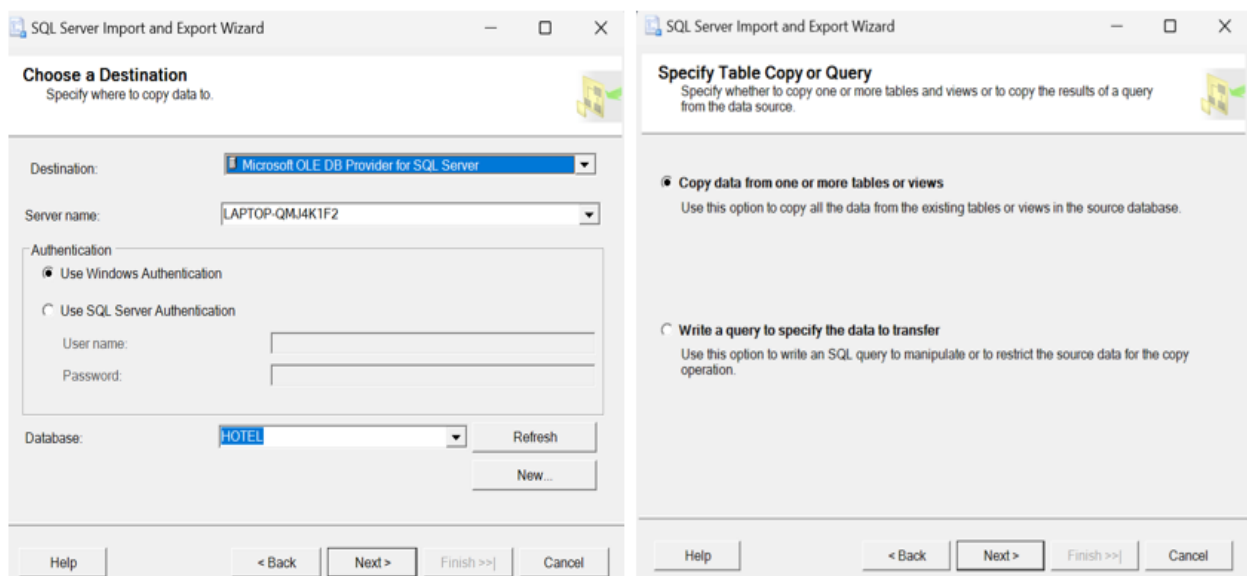 SQL Server Import and Export Wizard
Choose a Destination
Specify where to copy data to.
Destination:
Microsoft OLE DB Provider for SQL Server
Server name:
LAPTOP-QMJ4K1F2
Authentication
Use Windows Authentication
Use SQL Server Authentication
User name:
Password:
Database:
HOTEL
Refresh
New...
Help
< Back
Next >
Finish >>|
Cancel
SQL Server Import and Export Wizard
Specify Table Copy or Query
Specify whether to copy one or more tables and views or to copy the results of a query
from the data source.
Copy data from one or more tables or views
Use this option to copy all the data from the existing tables or views in the source database.
Write a query to specify the data to transfer
Use this option to write an SQL query to manipulate or to restrict the source data for the copy
operation.
Help
< Back
Next >
Finish >>|
Cancel